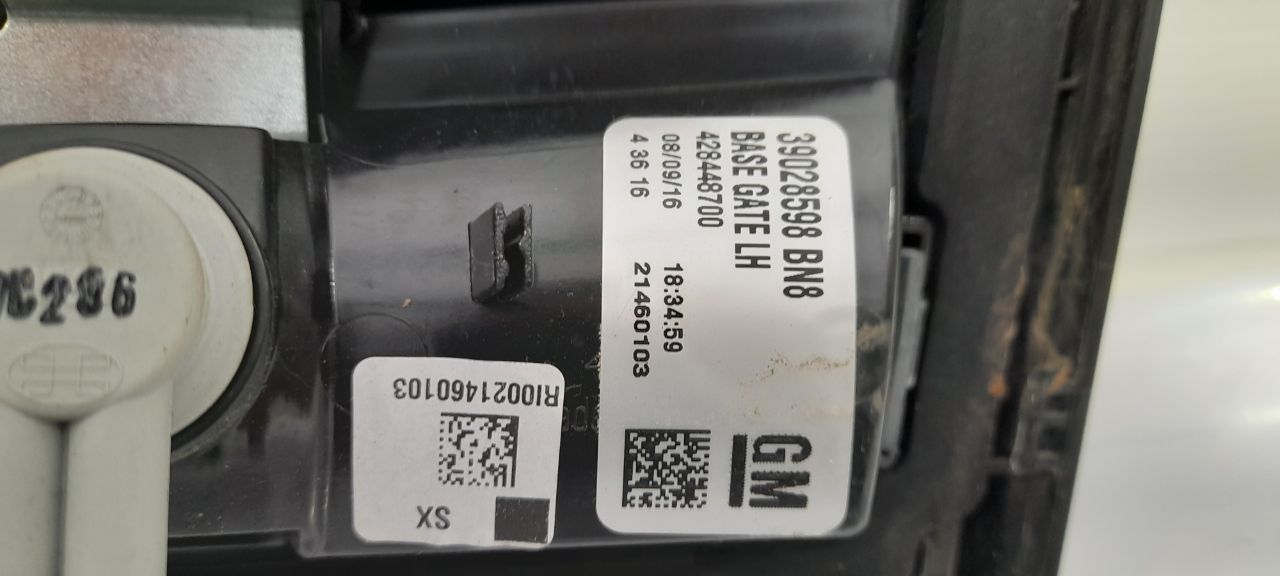 39028598 BN8
BASE GATE LH
428448700
08/09/16 18:34:59
4 36 16 21460103
GM
RI0021460103
SX